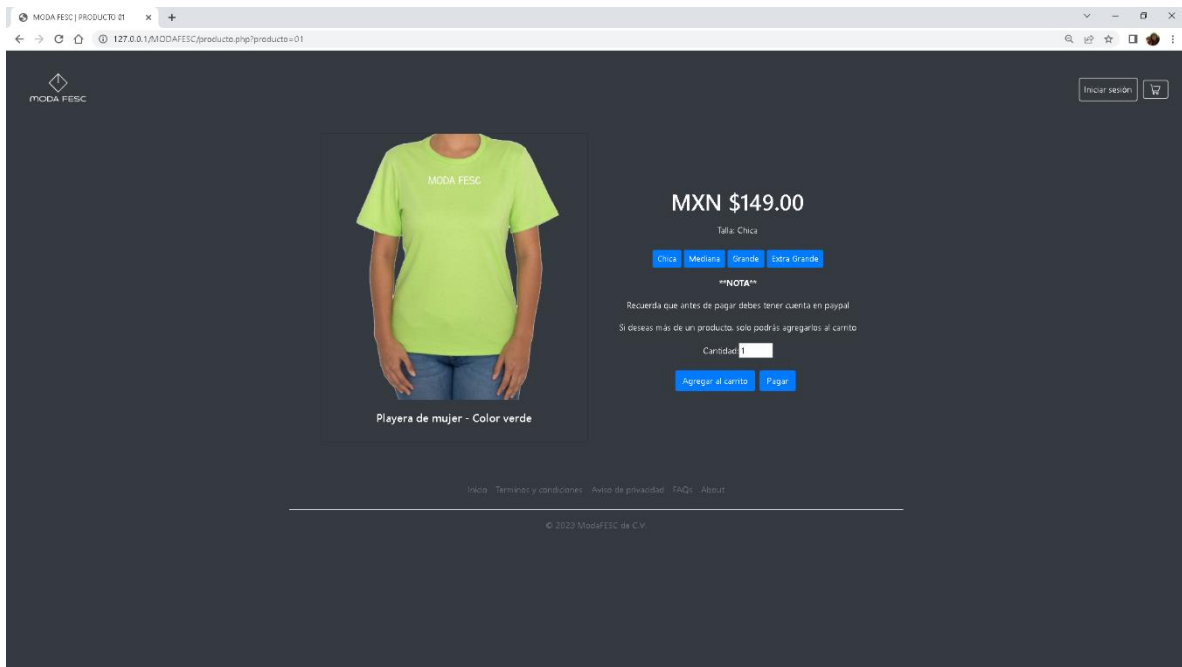 MODA FESC | PRODUCTO 01
127.0.0.1/MODAFESC/producto.php?producto=01
MODA FESC
Iniciar sesión
MODA FESC
MXN $149.00
Talla: Chica
Chica Mediana Grande Extra Grande
**NOTA**
Recuerda que antes de pagar debes tener cuenta en paypal
Si deseas más de un producto, solo podrás agregarlos al carrito
Cantidad: 1
Agregar al carrito Pagar
Playera de mujer - Color verde
Inicio Terminos y condiciones Aviso de privacidad FAQs About
© 2023 ModaFESC de C.V.